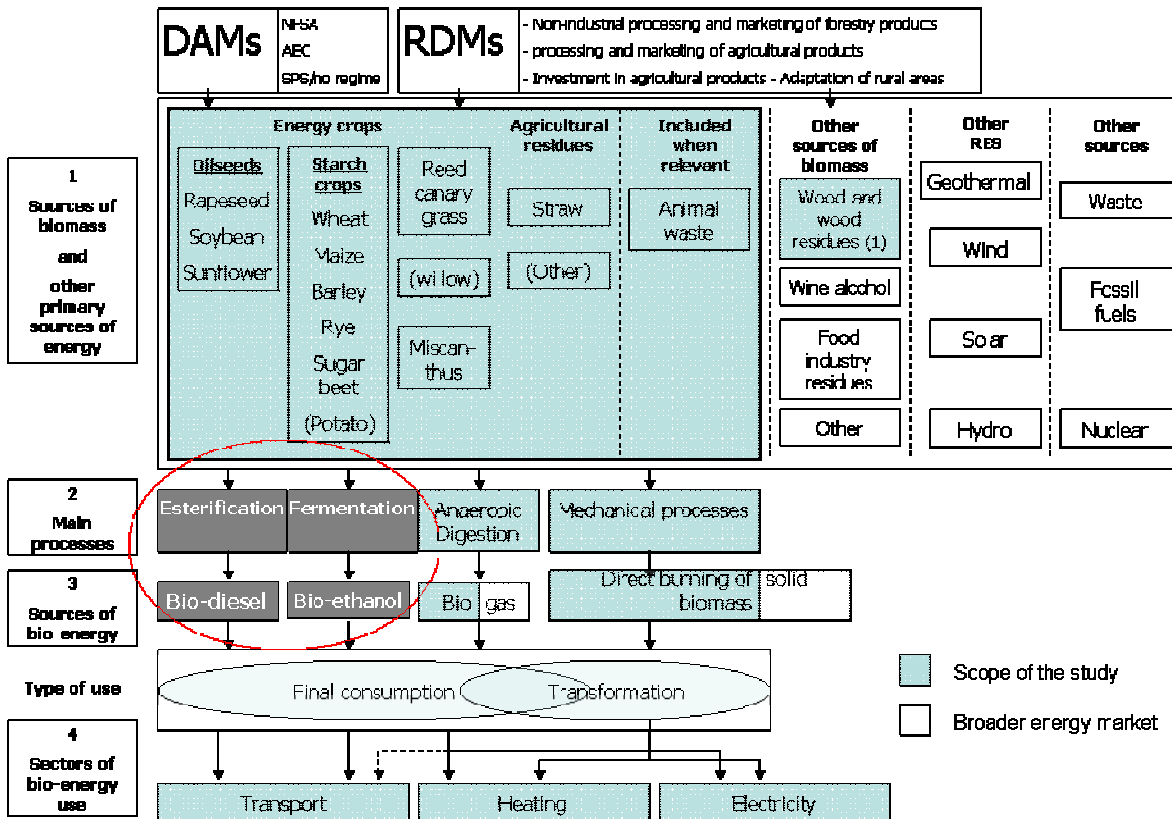 DAMs
NFSA
AEC
SPS/no regime
RDMs
- Non-industrial processing and marketing of forestry products
- processing and marketing of agricultural products
- Investment in agricultural products - Adaptation of rural areas
1
Sources of
biomass
and
other
primary
sources of
energy
Energy crops
Oilseeds
Rapeseed
Soybean
Sunflower
Starch
crops
Wheat
Maize
Barley
Rye
Sugar
beet
(Potato)
Reed
canary
grass
(willow)
Miscan-
thus
Agricultural
residues
Straw
(Other)
Included
when
relevant
Animal
waste
Other
sources of
biomass
Wood and
wood
residues (1)
Wine alcohol
Food
industry
residues
Other
Other
RES
Geothermal
Wind
Solar
Hydro
Other
sources
Waste
Fossil
fuels
Nuclear
2
Main
processes
Esterification
Fermentation
Anaerobic
Digestion
Mechanical processes
3
Sources of
bio energy
Bio-diesel
Bio-ethanol
Bio gas
Direct burning of solid
biomass
Type of use
Final consumption
Transformation
Scope of the study
Broader energy market
4
Sectors of
bio-energy
use
Transport
Heating
Electricity